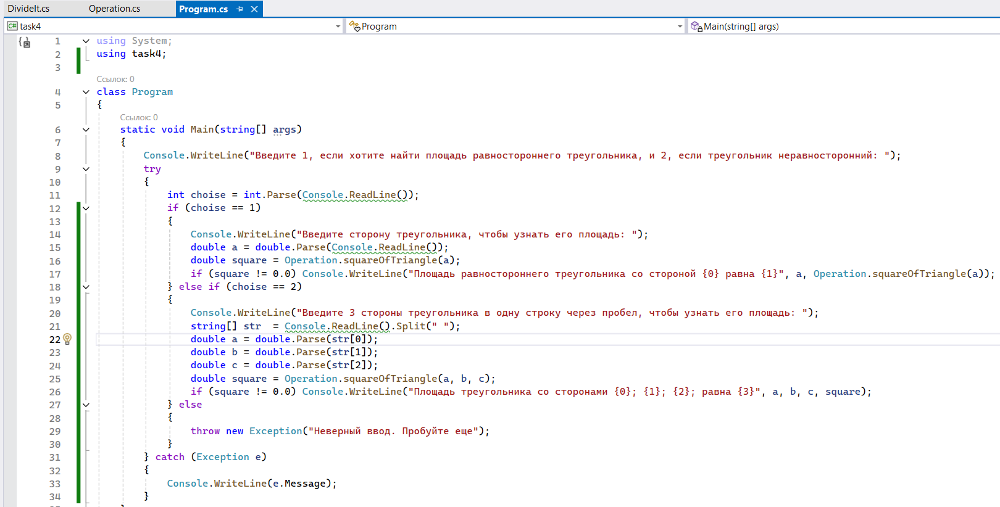 DivideIt.cs Operation.cs Program.cs
task4 Program Main(string[] args)
1 using System;
2 using task4;
3
Ссылок: 0
4 class Program
5 {
Ссылок: 0
6 static void Main(string[] args)
7 {
8 Console.WriteLine("Введите 1, если хотите найти площадь равностороннего треугольника, и 2, если треугольник неравносторонний: ");
9 try
10 {
11 int choise = int.Parse(Console.ReadLine());
12 if (choise == 1)
13 {
14 Console.WriteLine("Введите сторону треугольника, чтобы узнать его площадь: ");
15 double a = double.Parse(Console.ReadLine());
16 double square = Operation.squareOfTriangle(a);
17 if (square != 0.0) Console.WriteLine("Площадь равностороннего треугольника со стороной {0} равна {1}", a, Operation.squareOfTriangle(a));
18 } else if (choise == 2)
19 {
20 Console.WriteLine("Введите 3 стороны треугольника в одну строку через пробел, чтобы узнать его площадь: ");
21 string[] str  = Console.ReadLine().Split(" ");
22 double a = double.Parse(str[0]);
23 double b = double.Parse(str[1]);
24 double c = double.Parse(str[2]);
25 double square = Operation.squareOfTriangle(a, b, c);
26 if (square != 0.0) Console.WriteLine("Площадь треугольника со сторонами {0}; {1}; {2}; равна {3}", a, b, c, square);
27 } else
28 {
29 throw new Exception("Неверный ввод. Пробуйте еще");
30 }
31 } catch (Exception e)
32 {
33 Console.WriteLine(e.Message);
34 }